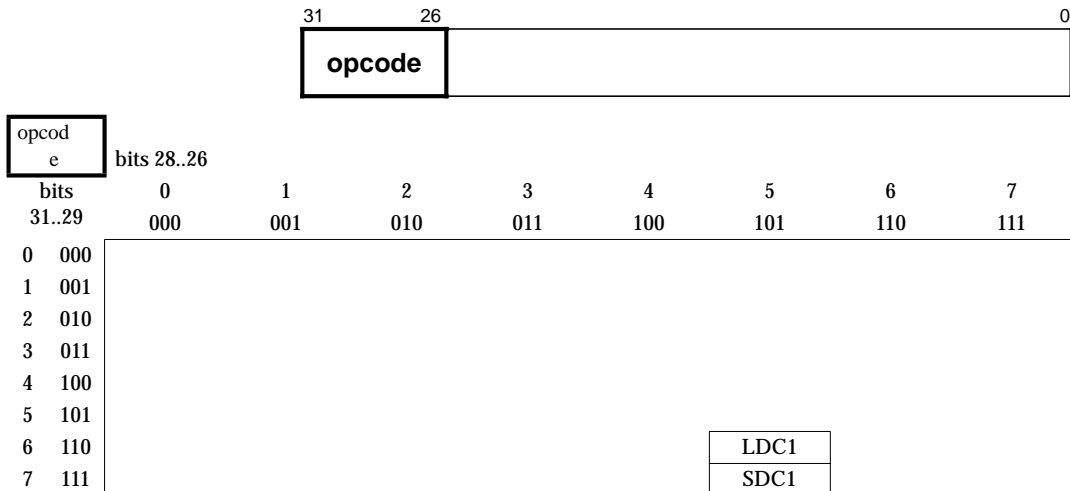 31 26 0
opcode
opcod
e bits 28..26
bits 0 1 2 3 4 5 6 7
31..29 000 001 010 011 100 101 110 111
0 000
1 001
2 010
3 011
4 100
5 101
6 110 LDC1
7 111 SDC1